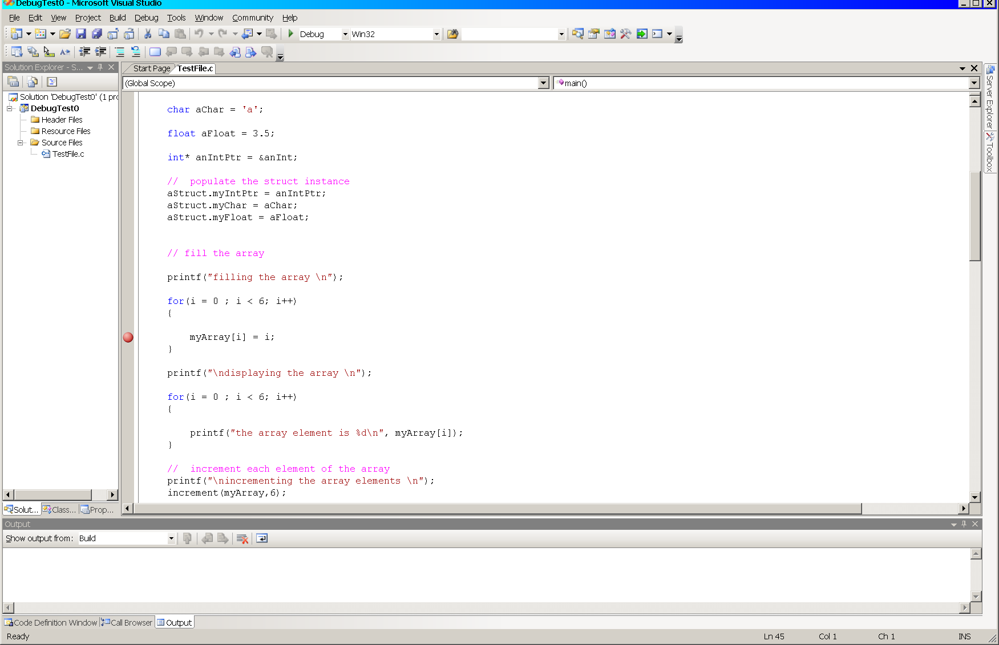 DebugTest0 - Microsoft Visual Studio
File Edit View Project Build Debug Tools Window Community Help
Debug Win32
Solution Explorer - S...
Start Page TestFile.c
(Global Scope) main()
Solution 'DebugTest0' (1 pro
DebugTest0
Header Files
Resource Files
Source Files
TestFile.c
char aChar = 'a';
float aFloat = 3.5;
int* anIntPtr = &anInt;
//  populate the struct instance
aStruct.myIntPtr = anIntPtr;
aStruct.myChar = aChar;
aStruct.myFloat = aFloat;
// fill the array
printf("filling the array \n");
for(i = 0 ; i < 6; i++)
{
myArray[i] = i;
}
printf("\ndisplaying the array \n");
for(i = 0 ; i < 6; i++)
{
printf("the array element is %d\n", myArray[i]);
}
//  increment each element of the array
printf("\nincrementing the array elements \n");
increment(myArray,6);
Server Explorer
Toolbox
Solut... Class... Prop...
Output
Show output from: Build
Code Definition Window Call Browser Output
Ready Ln 45 Col 1 Ch 1 INS